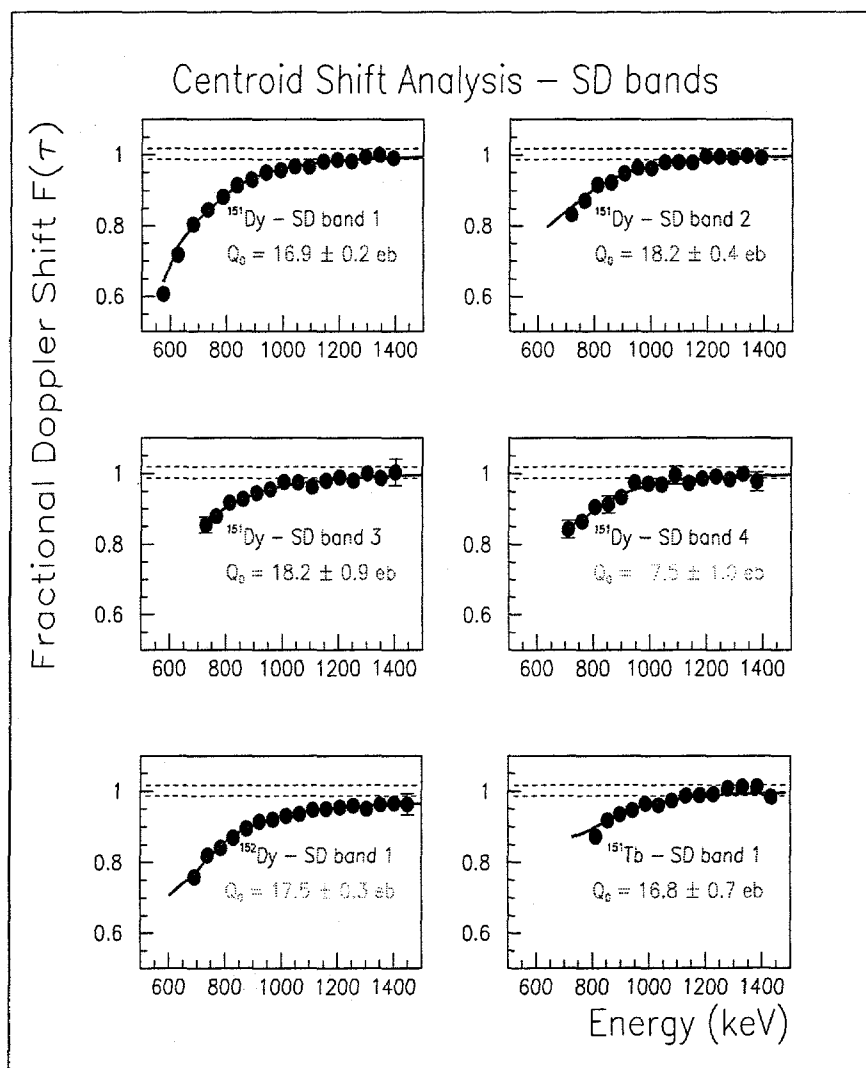 Centroid Shift Analysis – SD bands
Fractional Doppler Shift F(τ)
1
0.8
0.6
¹⁵¹Dy – SD band 1
Q₀ = 16.9 ± 0.2 eb
600 800 1000 1200 1400
1
0.8
0.6
¹⁵¹Dy – SD band 2
Q₀ = 18.2 ± 0.4 eb
600 800 1000 1200 1400
1
0.8
0.6
¹⁵¹Dy – SD band 3
Q₀ = 18.2 ± 0.9 eb
600 800 1000 1200 1400
1
0.8
0.6
¹⁵¹Dy – SD band 4
Q₀ = 7.5 ± 1.0 eb
600 800 1000 1200 1400
1
0.8
0.6
¹⁵²Dy – SD band 1
Q₀ = 17.5 ± 0.3 eb
600 800 1000 1200 1400
1
0.8
0.6
¹⁵¹Tb – SD band 1
Q₀ = 16.8 ± 0.7 eb
600 800 1000 1200 1400
Energy (keV)